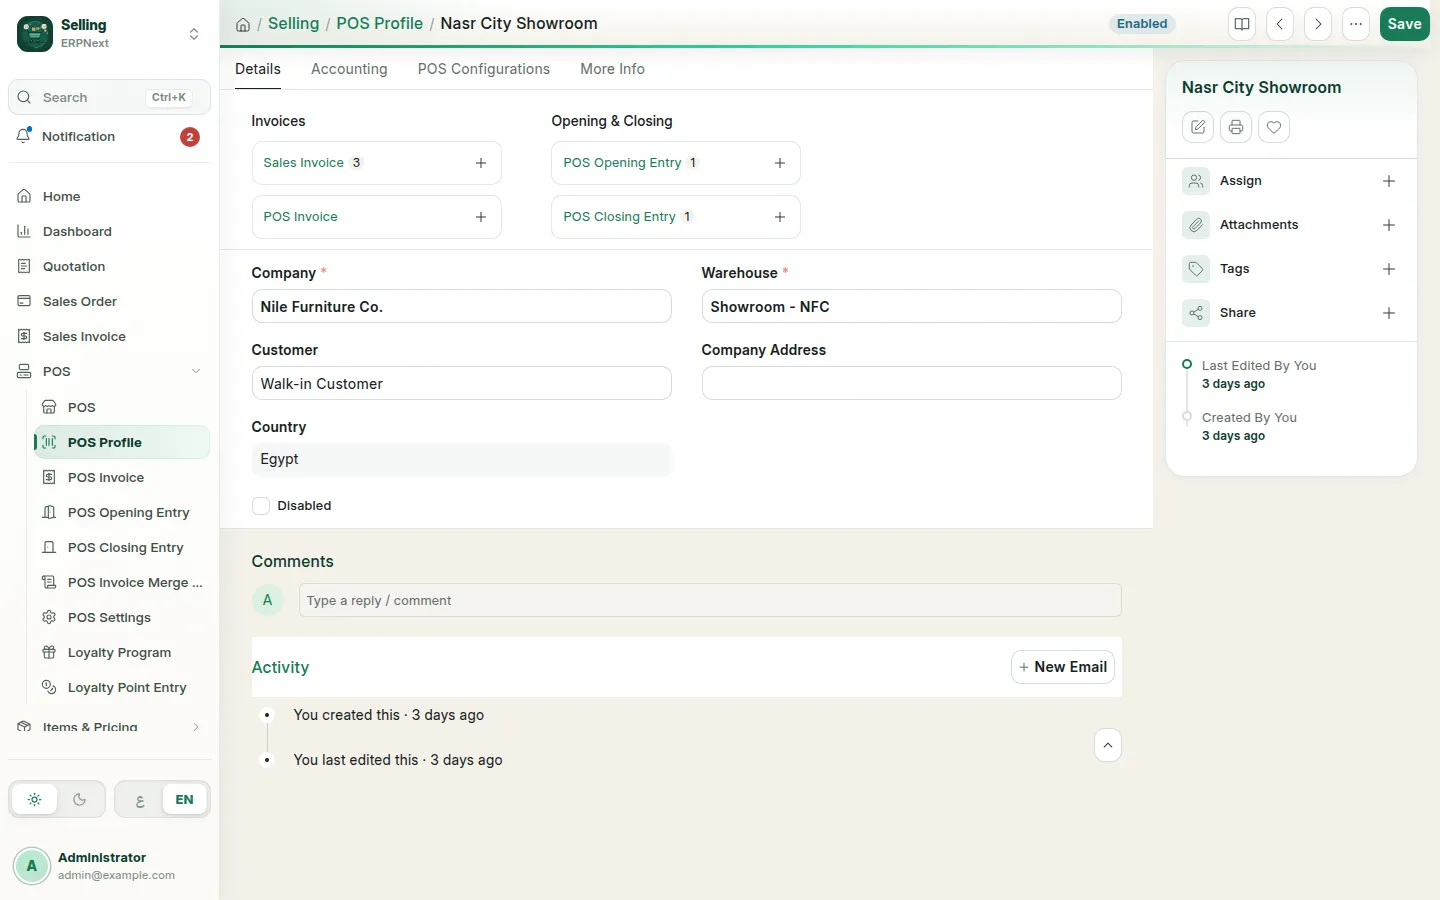 Selling
ERPNext
Search
Ctrl+K
Notification
2
Home
Dashboard
Quotation
Sales Order
Sales Invoice
POS
POS
POS Profile
POS Invoice
POS Opening Entry
POS Closing Entry
POS Invoice Merge ...
POS Settings
Loyalty Program
Loyalty Point Entry
Items & Pricing
ع
EN
A
Administrator
admin@example.com
/ Selling / POS Profile / Nasr City Showroom
Enabled
Save
Details
Accounting
POS Configurations
More Info
Invoices
Sales Invoice 3
POS Invoice
Opening & Closing
POS Opening Entry 1
POS Closing Entry 1
Company *
Nile Furniture Co.
Warehouse *
Showroom - NFC
Customer
Walk-in Customer
Company Address
Country
Egypt
Disabled
Comments
A
Type a reply / comment
Activity
+ New Email
You created this · 3 days ago
You last edited this · 3 days ago
Nasr City Showroom
Assign
Attachments
Tags
Share
Last Edited By You
3 days ago
Created By You
3 days ago